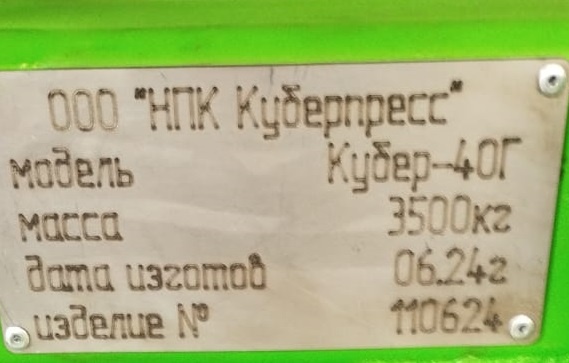 ООО "НПК Куберпресс"
модель Кубер-40Г
масса 3500кг
дата изготов 06.24г
изделие № 110624